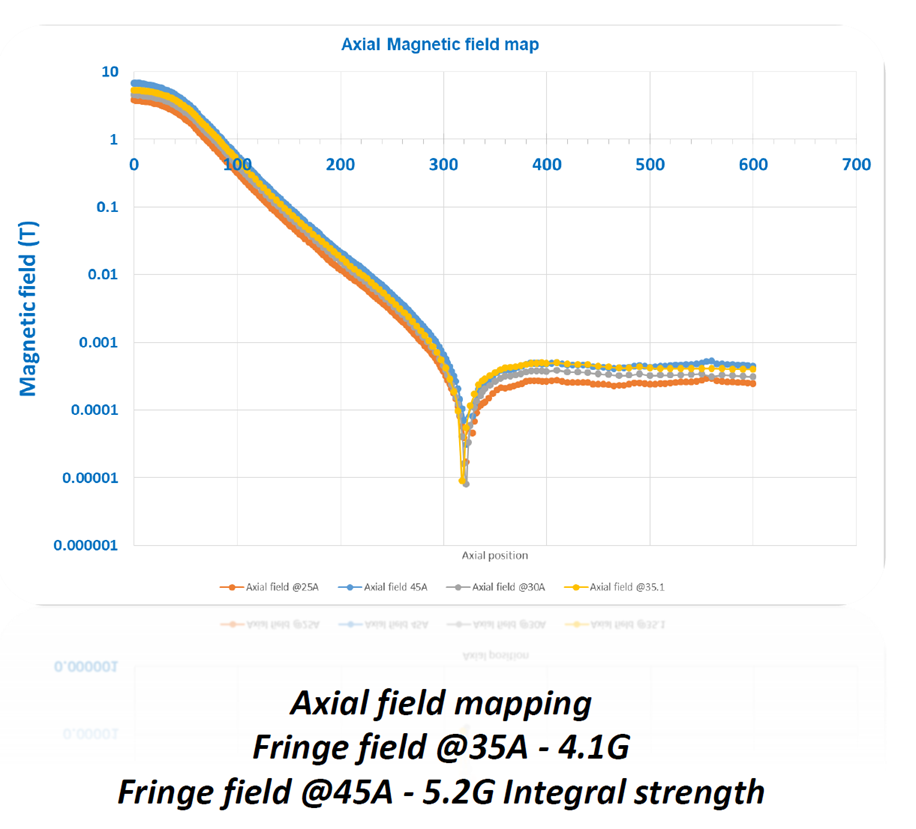 Axial Magnetic field map
10
1
0 100 200 300 400 500 600 700
0.1
0.01
0.001
0.0001
0.00001
0.000001
Magnetic field (T)
Axial position
Axial field @25A Axial field 45A Axial field @30A Axial field @35.1
Axial field mapping
Fringe field @35A - 4.1G
Fringe field @45A - 5.2G Integral strength